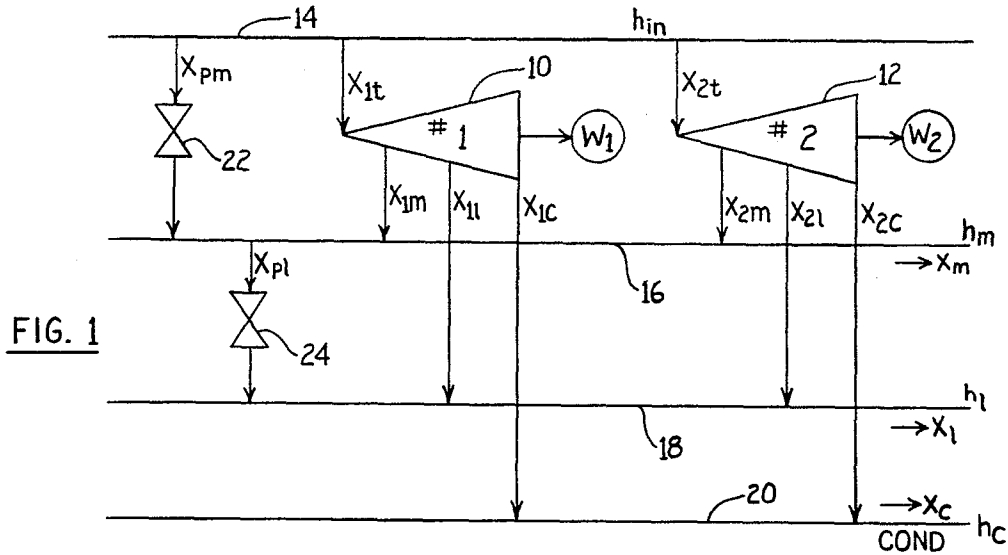 14
h_in
X_pm
X_1t
10
X_2t
12
# 1
W_1
# 2
W_2
22
X_1m
X_1l
X_1c
X_2m
X_2l
X_2c
h_m
X_pl
16
X_m
FIG. 1
24
h_l
18
X_l
20
X_c
COND
h_c